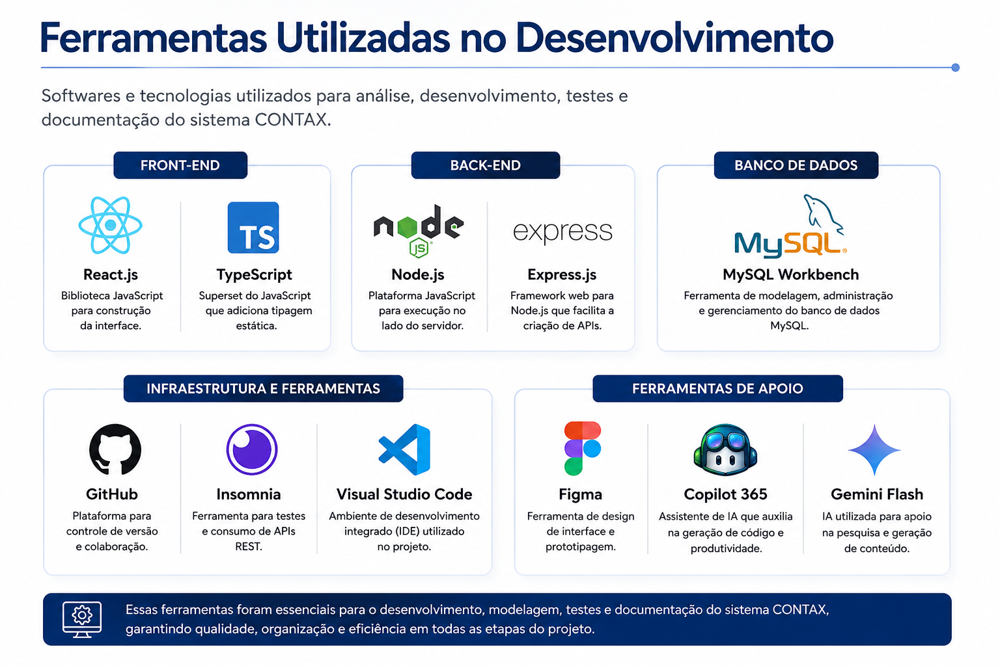 Ferramentas Utilizadas no Desenvolvimento
Softwares e tecnologias utilizados para análise, desenvolvimento, testes e
documentação do sistema CONTAX.
FRONT-END
TS
React.js
Biblioteca JavaScript
para construção
da interface.
TypeScript
Superset do JavaScript
que adiciona tipagem
estática.
BACK-END
node
JS
express
Node.js
Plataforma JavaScript
para execução no
lado do servidor.
Express.js
Framework web para
Node.js que facilita a
criação de APIs.
BANCO DE DADOS
MySQL®
MySQL Workbench
Ferramenta de modelagem, administração
e gerenciamento do banco de dados
MySQL.
INFRAESTRUTURA E FERRAMENTAS
GitHub
Plataforma para
controle de versão
e colaboração.
Insomnia
Ferramenta para testes
e consumo de APIs
REST.
Visual Studio Code
Ambiente de desenvolvimento
integrado (IDE) utilizado
no projeto.
FERRAMENTAS DE APOIO
Figma
Ferramenta de design
de interface e
prototipagem.
Copilot 365
Assistente de IA que auxilia
na geração de código e
produtividade.
Gemini Flash
IA utilizada para apoio
na pesquisa e geração
de conteúdo.
Essas ferramentas foram essenciais para o desenvolvimento, modelagem, testes e documentação do sistema CONTAX,
garantindo qualidade, organização e eficiência em todas as etapas do projeto.